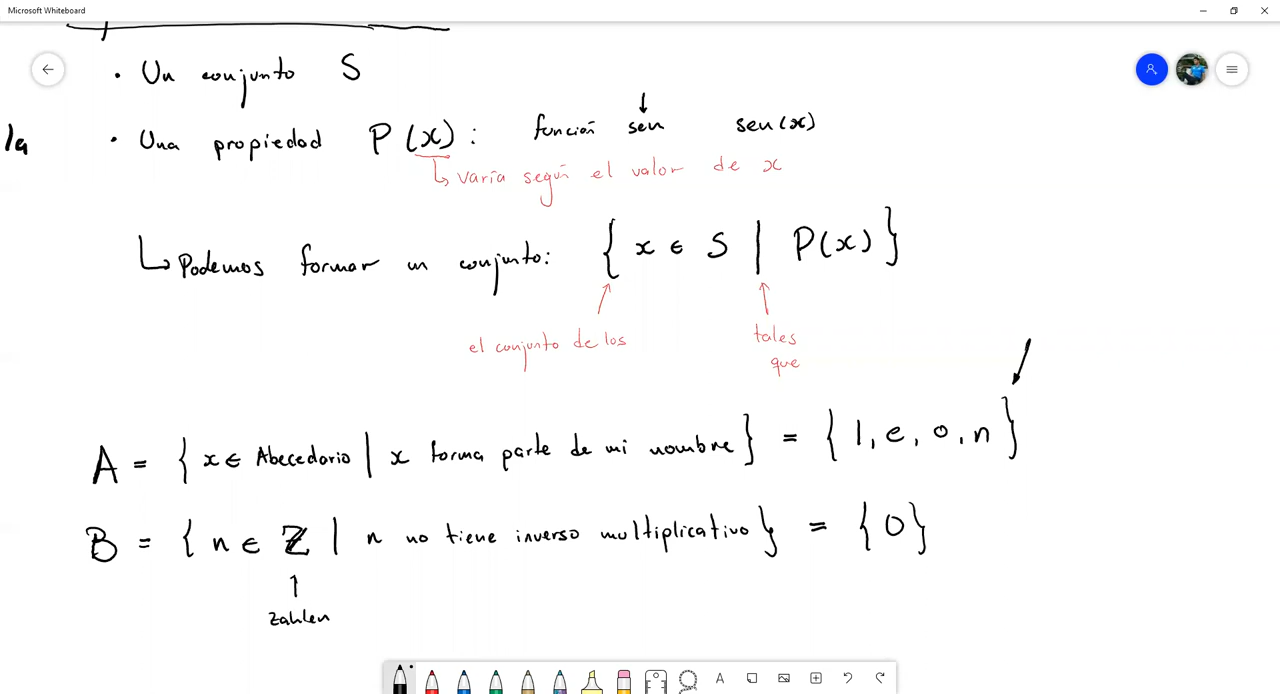 Microsoft Whiteboard
• Un conjunto S
la
• Una propiedad P(x): función sen sen(x)
varía según el valor de x
Podemos formar un conjunto: { x ∈ S | P(x) }
el conjunto de los
tales
que
A = { x ∈ Abecedario | x forma parte de mi nombre } = { l, e, o, n }
B = { n ∈ ℤ | n no tiene inverso multiplicativo } = { 0 }
Zahlen